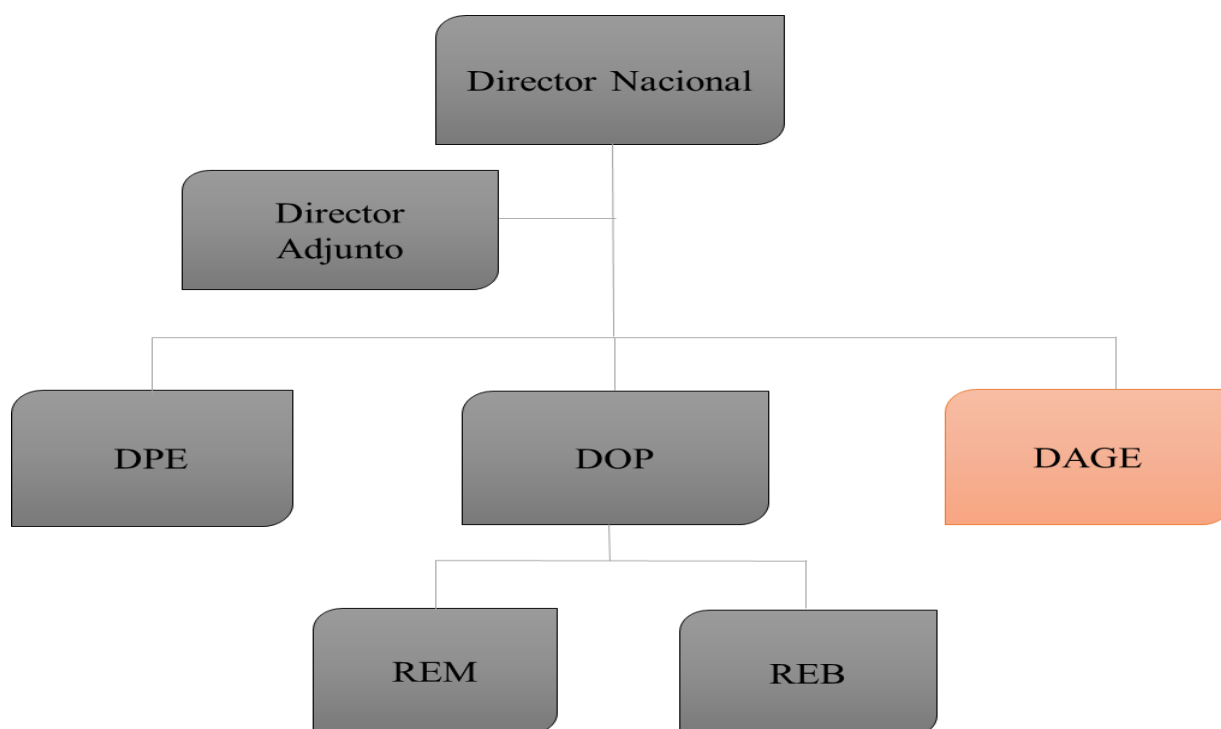 Director Nacional
Director
Adjunto
DPE
DOP
DAGE
REM
REB